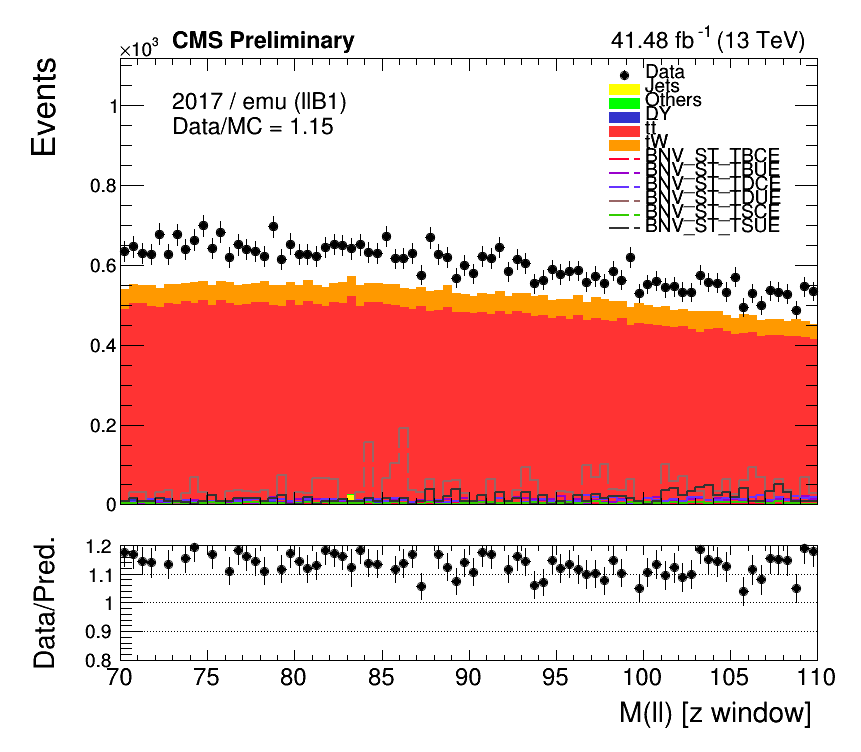 ×10³ CMS Preliminary 41.48 fb⁻¹ (13 TeV)
Events
2017 / emu (llB1)
Data/MC = 1.15
Data
Jets
Others
DY
tt
tW
BNV_ST_TBCE
BNV_ST_TBUE
BNV_ST_TDCE
BNV_ST_TDUE
BNV_ST_TSCE
BNV_ST_TSUE
1
0.8
0.6
0.4
0.2
0
Data/Pred.
1.2
1.1
1
0.9
0.8
70 75 80 85 90 95 100 105 110
M(ll) [z window]